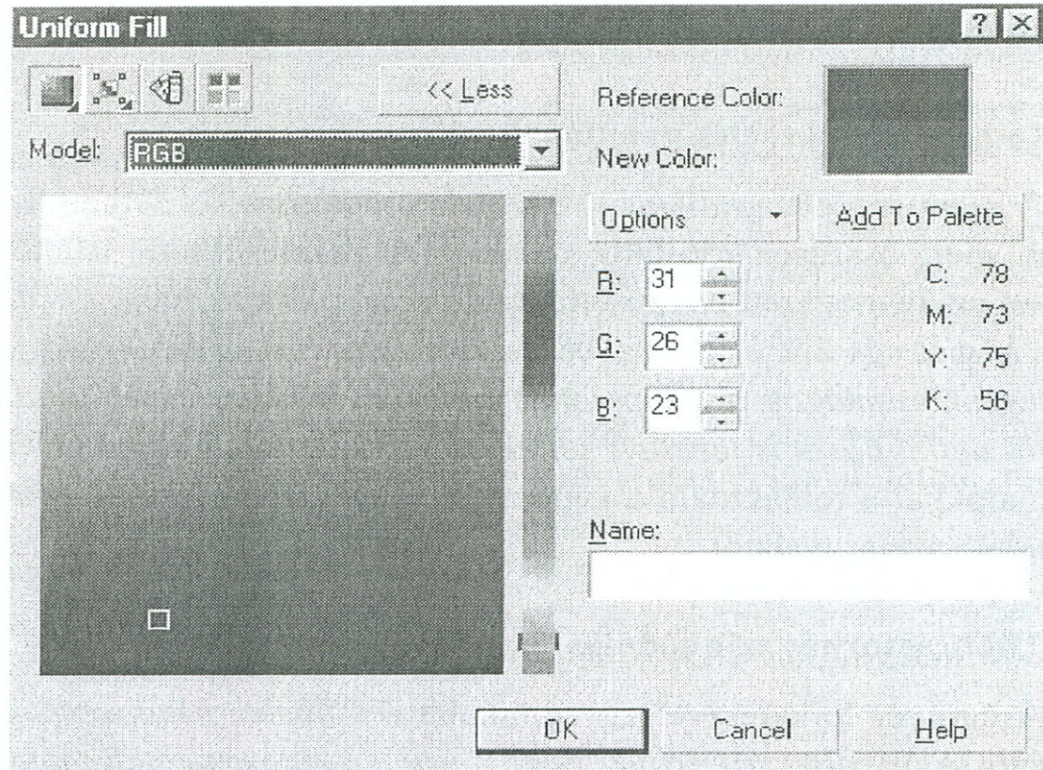 Uniform Fill
<< Less
Model: RGB
Reference Color:
New Color:
Options
Add To Palette
R: 31
G: 26
B: 23
C: 78
M: 73
Y: 75
K: 56
Name:
OK
Cancel
Help